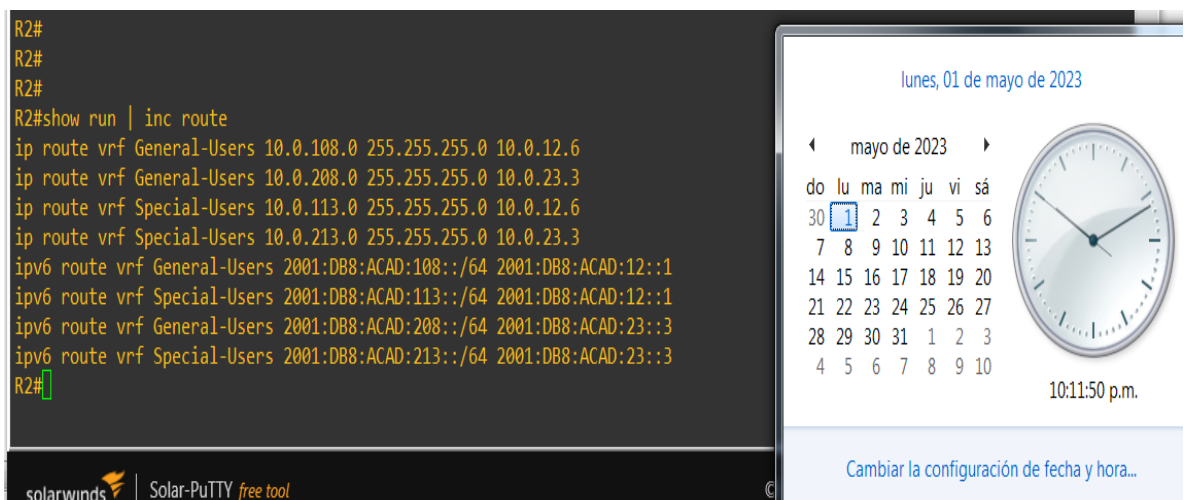 R2#
R2#
R2#
R2#show run | inc route
ip route vrf General-Users 10.0.108.0 255.255.255.0 10.0.12.6
ip route vrf General-Users 10.0.208.0 255.255.255.0 10.0.23.3
ip route vrf Special-Users 10.0.113.0 255.255.255.0 10.0.12.6
ip route vrf Special-Users 10.0.213.0 255.255.255.0 10.0.23.3
ipv6 route vrf General-Users 2001:DB8:ACAD:108::/64 2001:DB8:ACAD:12::1
ipv6 route vrf Special-Users 2001:DB8:ACAD:113::/64 2001:DB8:ACAD:12::1
ipv6 route vrf General-Users 2001:DB8:ACAD:208::/64 2001:DB8:ACAD:23::3
ipv6 route vrf Special-Users 2001:DB8:ACAD:213::/64 2001:DB8:ACAD:23::3
R2#
solarwinds | Solar-PuTTY free tool
©
lunes, 01 de mayo de 2023
mayo de 2023
do lu ma mi ju vi sá
30 1 2 3 4 5 6
7 8 9 10 11 12 13
14 15 16 17 18 19 20
21 22 23 24 25 26 27
28 29 30 31 1 2 3
4 5 6 7 8 9 10
10:11:50 p.m.
Cambiar la configuración de fecha y hora...